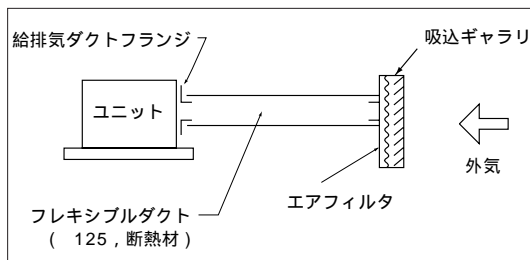 給排気ダクトフランジ
吸込ギャラリ
ユニット
外気
エアフィルタ
フレキシブルダクト
( 125 , 断熱材 )